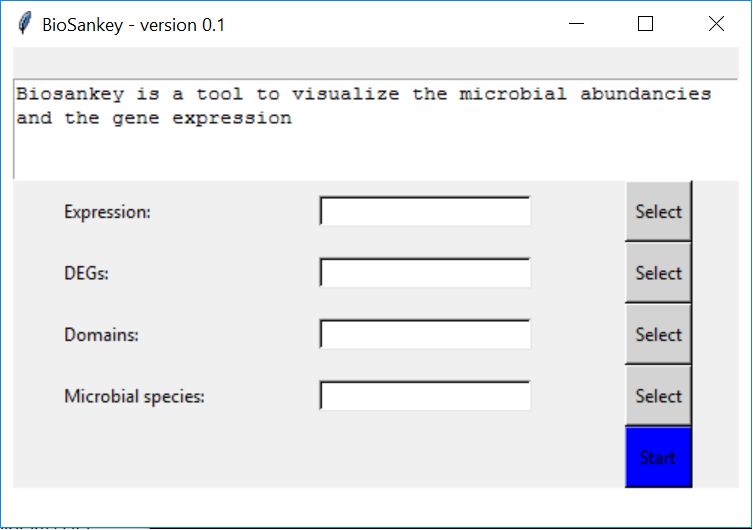 BioSankey - version 0.1
Biosankey is a tool to visualize the microbial abundancies
and the gene expression
Expression: Select
DEGs: Select
Domains: Select
Microbial species: Select
Start